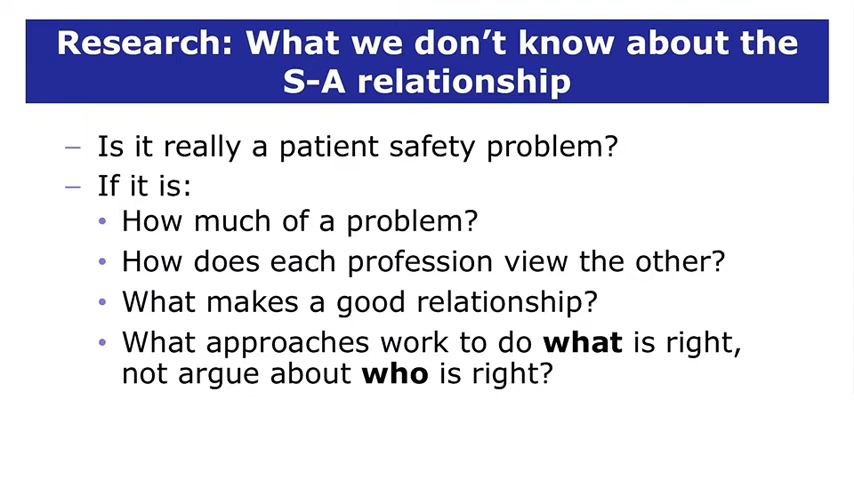 Research: What we don’t know about the
S-A relationship
– Is it really a patient safety problem?
– If it is:
• How much of a problem?
• How does each profession view the other?
• What makes a good relationship?
• What approaches work to do what is right,
not argue about who is right?